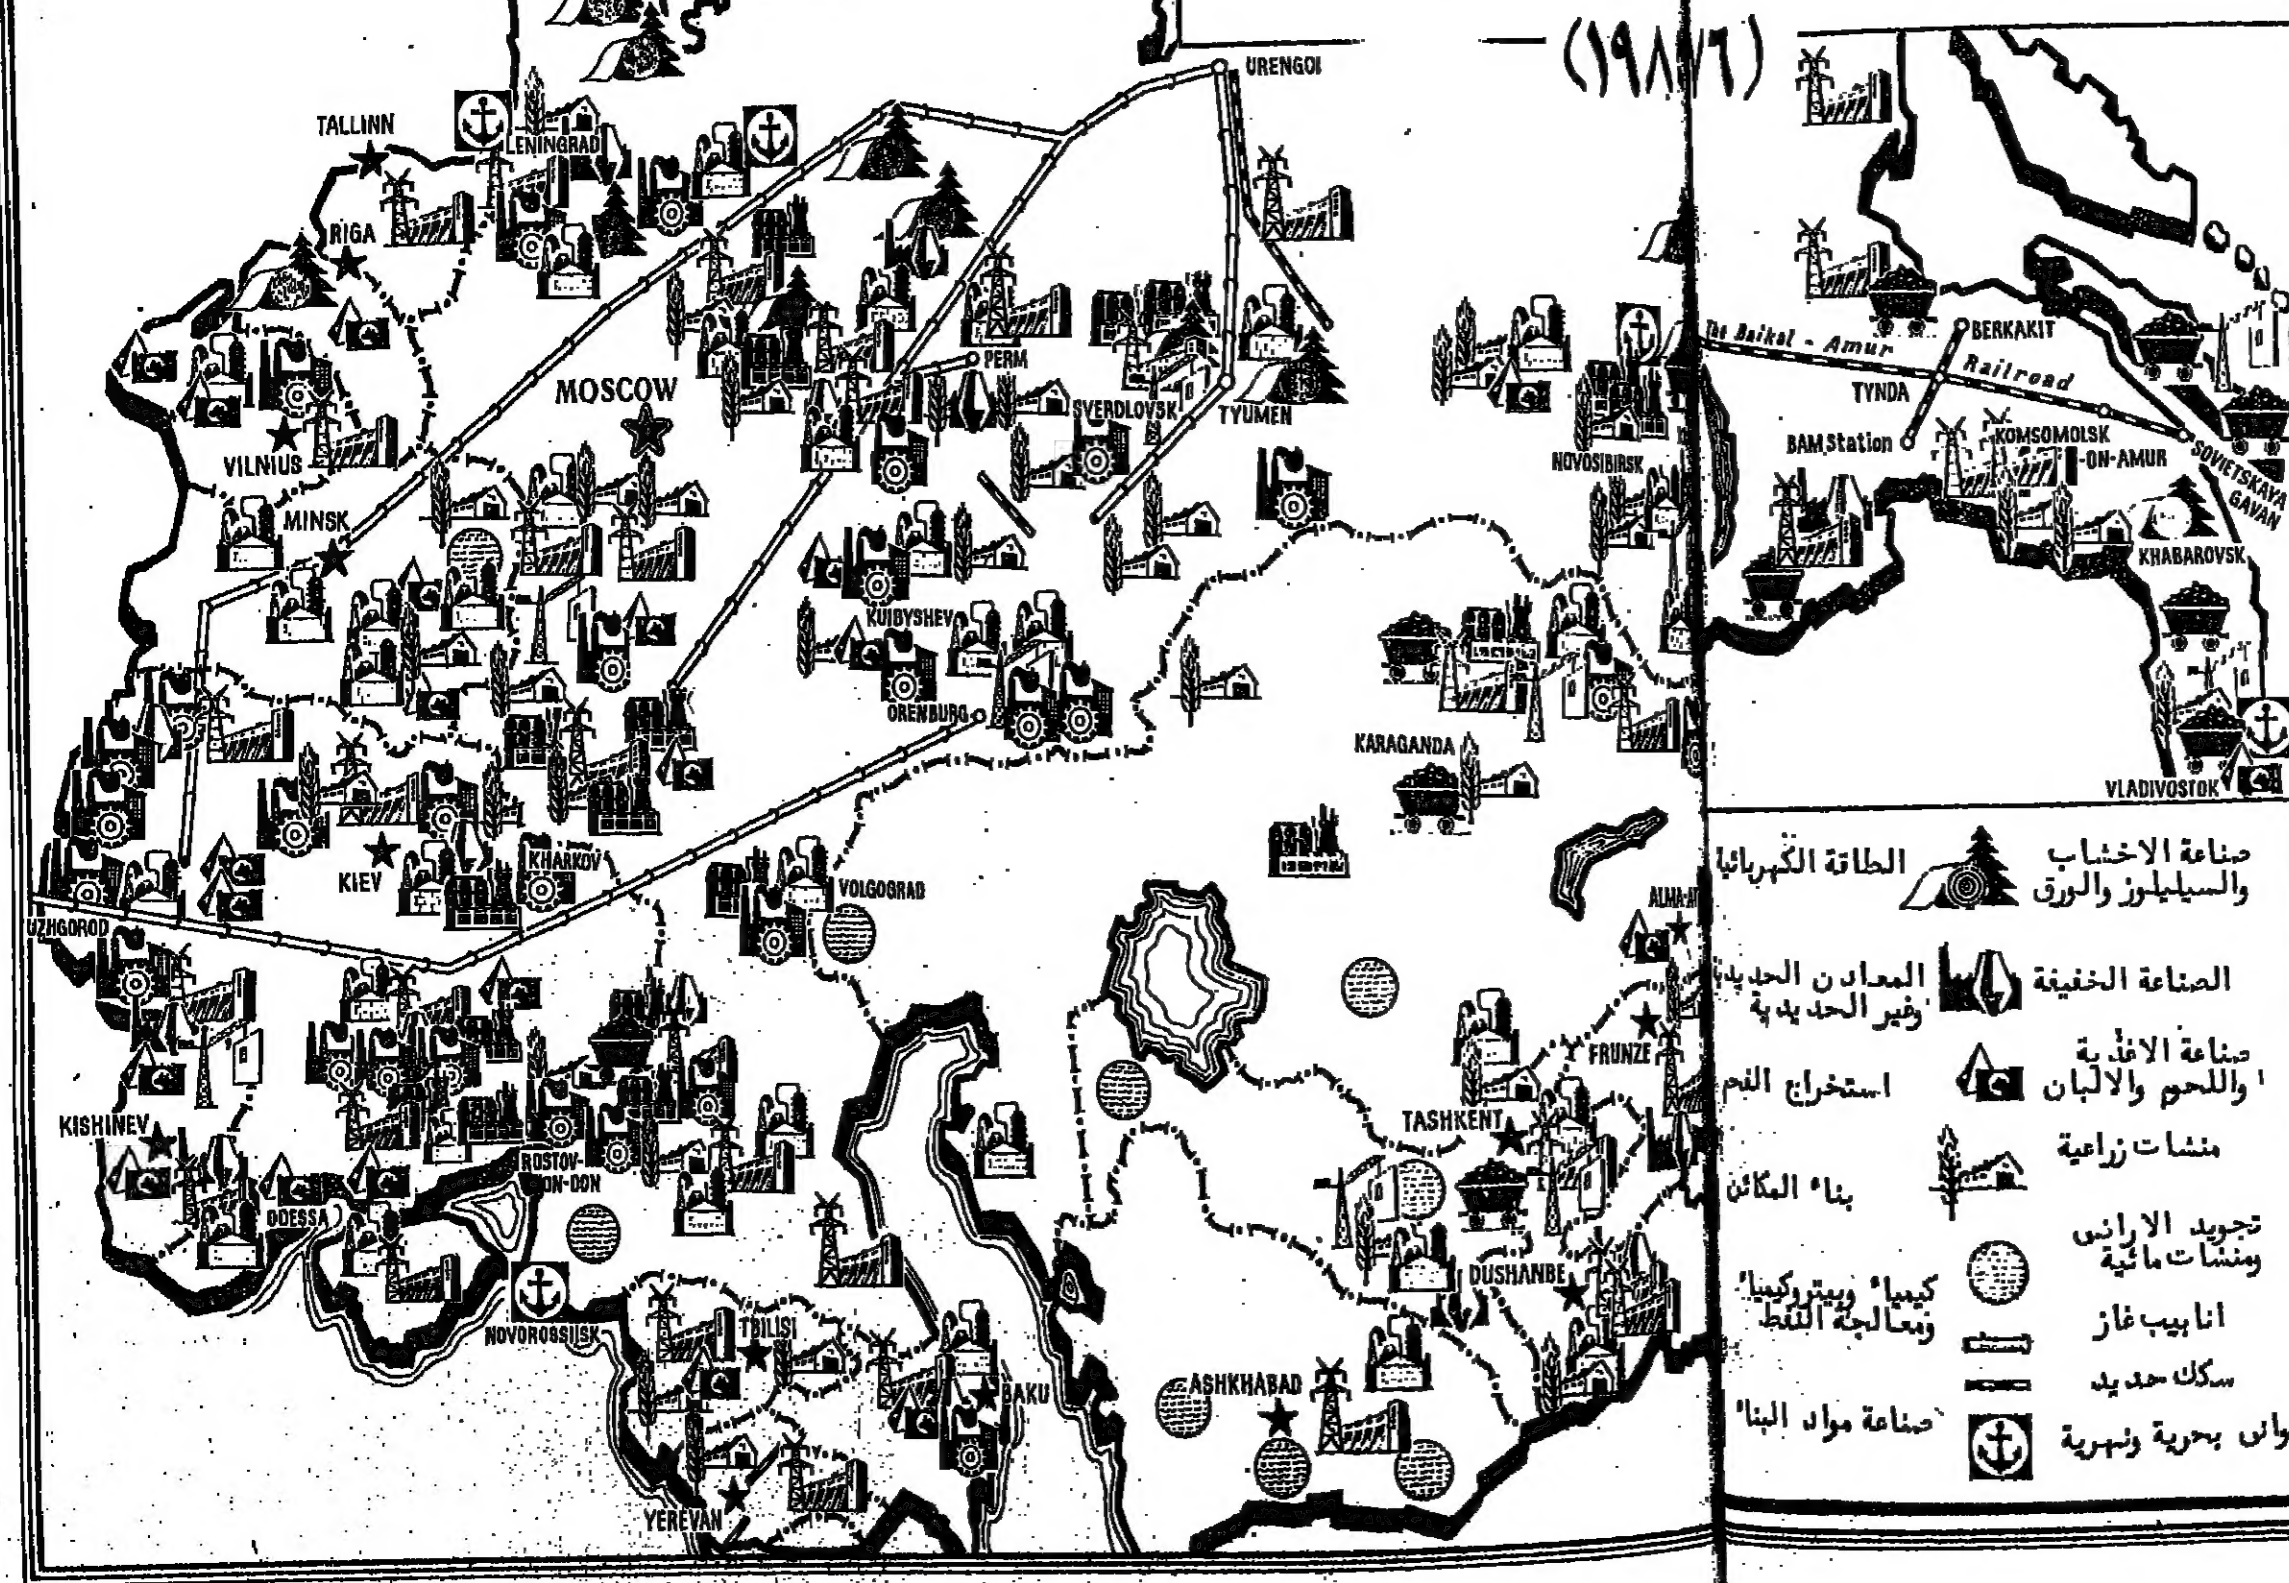 (١٩٨٧٦)
URENGOI
TALLINN
LENINGRAD
RIGA
The Baikal - Amur
Railroad
BERKAKIT
TYNDA
PERM
MOSCOW
SVERDLOVSK
TYUMEN
BAM Station
KOMSOMOLSK
-ON-AMUR
SOVIETSKAYA
GAVAN
NOVOSIBIRSK
VILNIUS
MINSK
KHABAROVSK
KUIBYSHEV
ORENBURG
KARAGANDA
VLADIVOSTOK
KIEV
KHARKOV
VOLGOGRAD
ALMA-A
UZHGOROD
FRUNZE
KISHINEV
TASHKENT
ROSTOV-
ON-DON
ODESSA
DUSHANBE
NOVOROSSIISK
TBILISI
ASHKHABAD
BAKU
YEREVAN
صناعة الاخشاب
والسيليلوز والورق
الصناعة الخفيفة
صناعة الاغذية
واللحوم والالبان
منشات زراعية
تجويد الاراضي
ومنشات مائية
انابيب غاز
سكك حديد
وانى بحرية ونهرية
الطاقة الكهربائيا
المعادن الحديدية
وغير الحديدية
استخراج الفحم
بناء المكائن
كيمياء وبيتروكيمياء
ومعالجة النفط
صناعة مواد البناء